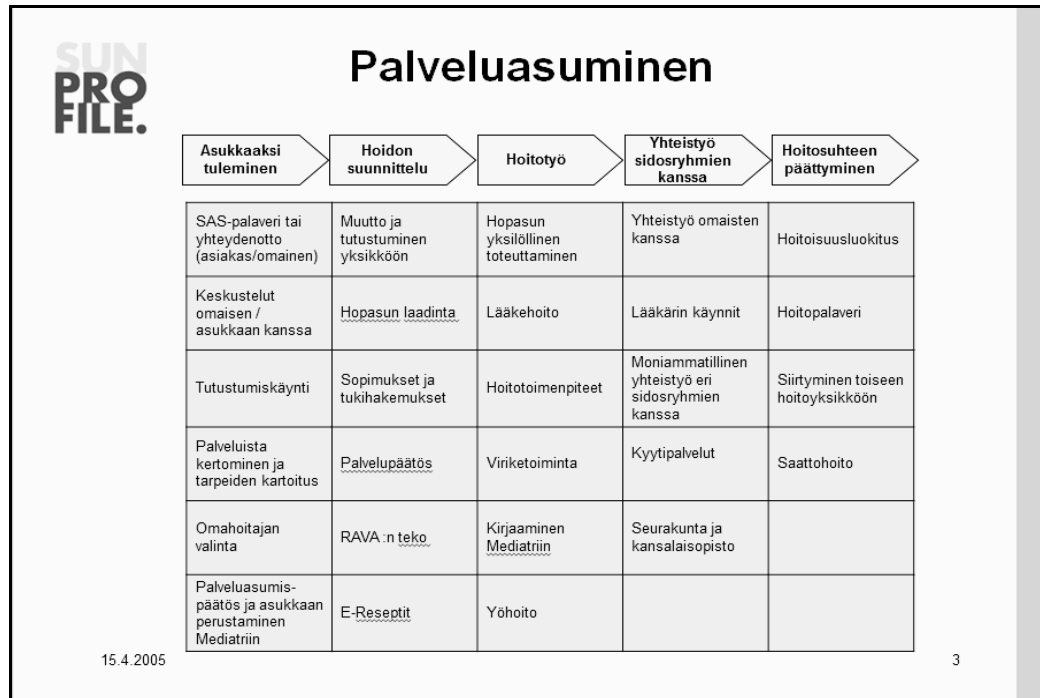 SUN
PRO
FILE.
Palveluasuminen
Asukkaaksi
tuleminen
Hoidon
suunnittelu
Hoitotyö
Yhteistyö
sidosryhmien
kanssa
Hoitosuhteen
päättyminen
SAS-palaveri tai
yhteydenotto
(asiakas/omainen)
Muutto ja
tutustuminen
yksikköön
Hopasun
yksilöllinen
toteuttaminen
Yhteistyö omaisten
kanssa
Hoitoisuusluokitus
Keskustelut
omaisen /
asukkaan kanssa
Hopasun laadinta
Lääkehoito
Lääkärin käynnit
Hoitopalaveri
Tutustumiskäynti
Sopimukset ja
tukihakemukset
Hoitotoimenpiteet
Moniammatillinen
yhteistyö eri
sidosryhmien
kanssa
Siirtyminen toiseen
hoitoyksikköön
Palveluista
kertominen ja
tarpeiden kartoitus
Palvelupäätös
Viriketoiminta
Kyytipalvelut
Saattohoito
Omahoitajan
valinta
RAVA :n teko
Kirjaaminen
Mediatriin
Seurakunta ja
kansalaisopisto
Palveluasumis-
päätös ja asukkaan
perustaminen
Mediatriin
E-Reseptit
Yöhoito
15.4.2005
3